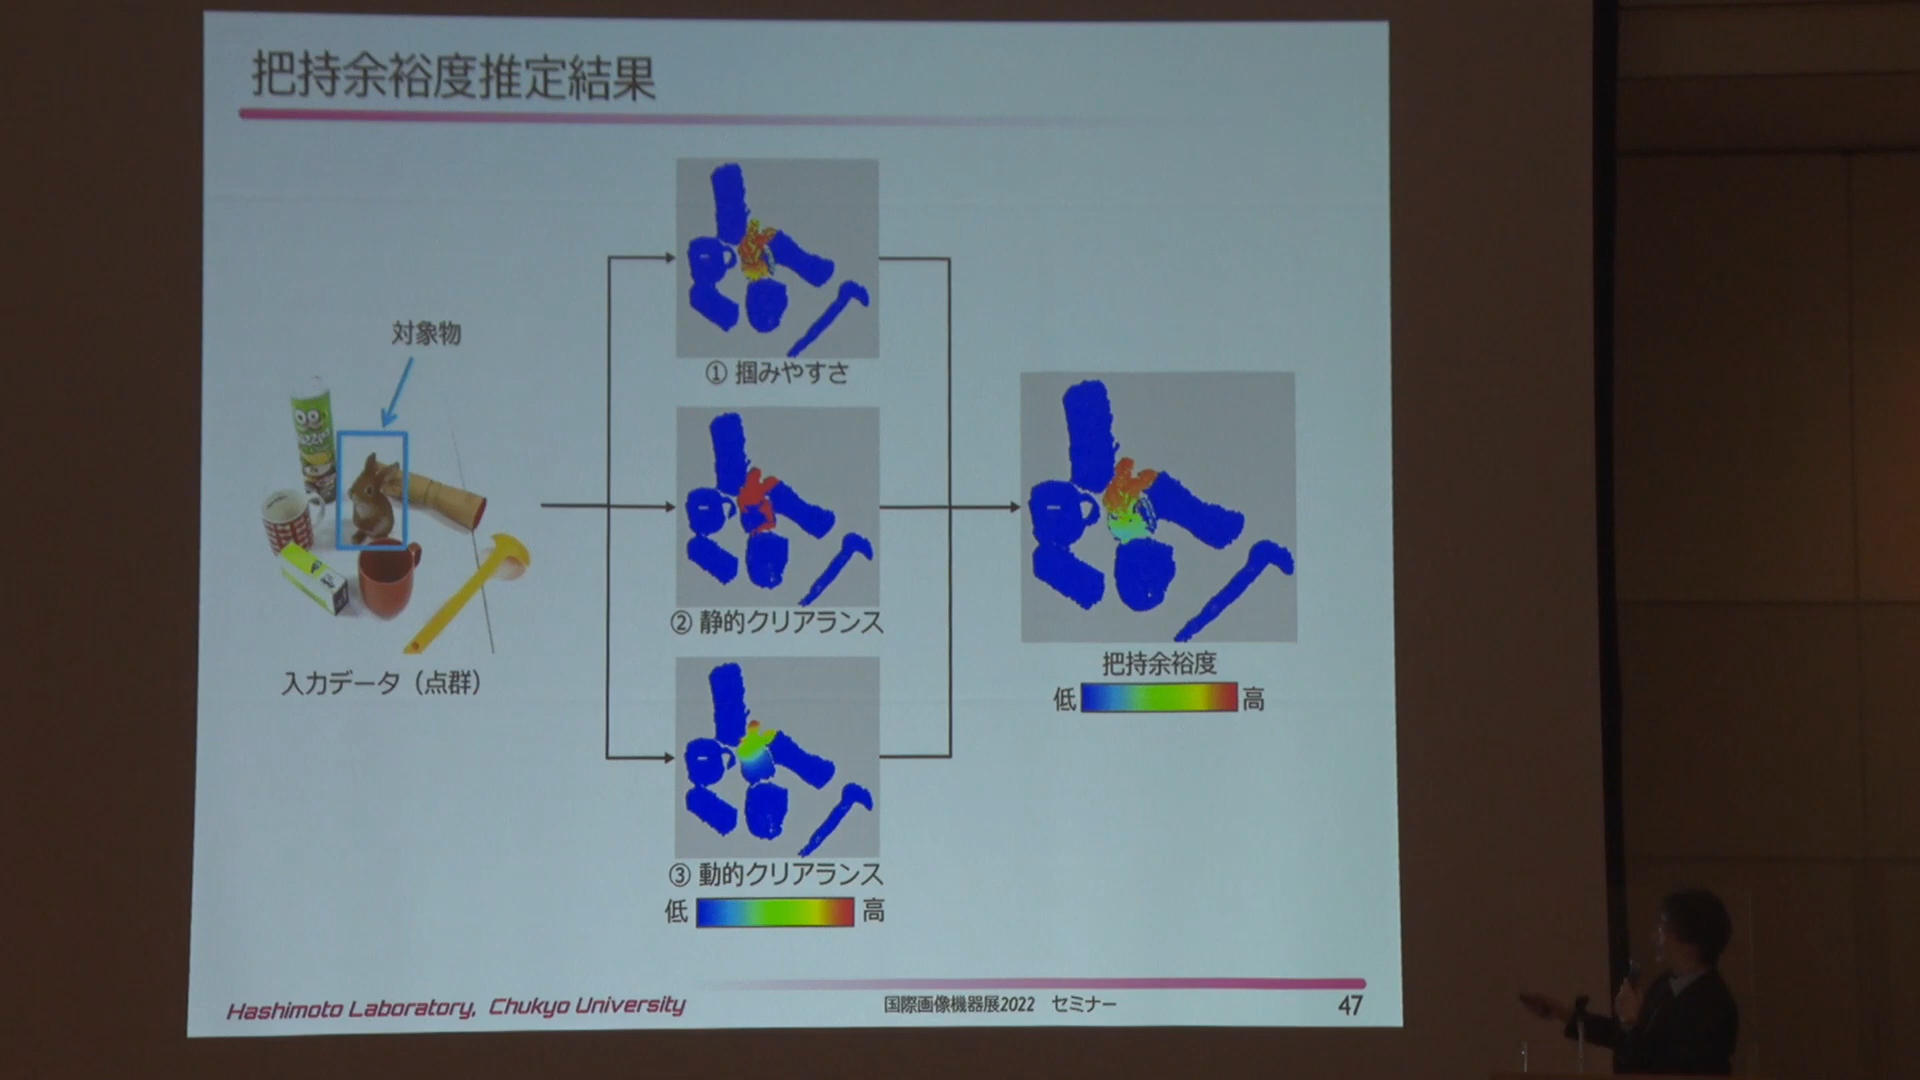 把持余裕度推定結果
対象物
入力データ（点群）
① 掴みやすさ
② 静的クリアランス
③ 動的クリアランス
低 高
把持余裕度
低 高
Hashimoto Laboratory, Chukyo University
国際画像機器展2022 セミナー
47